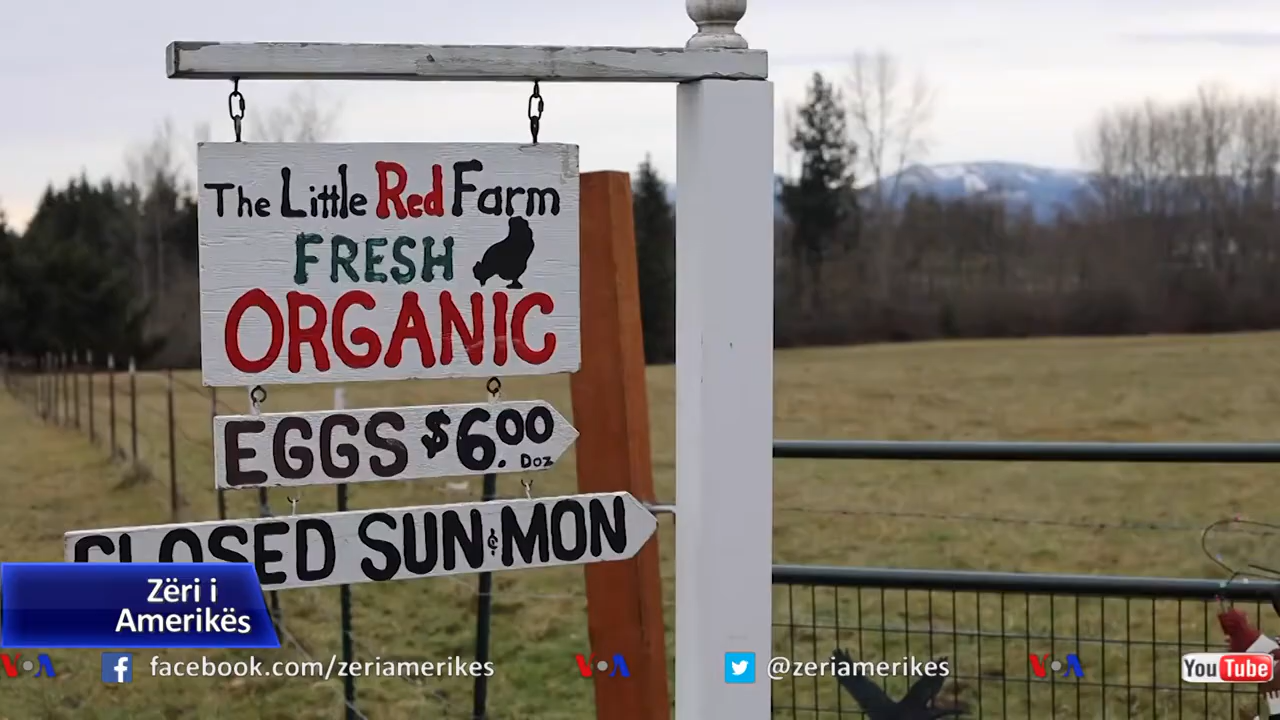 The Little Red Farm
FRESH
ORGANIC
EGGS $6.00 Doz
CLOSED SUN & MON
Zëri i
Amerikës
VOA facebook.com/zeriamerikes VOA @zeriamerikes VOA YouTube